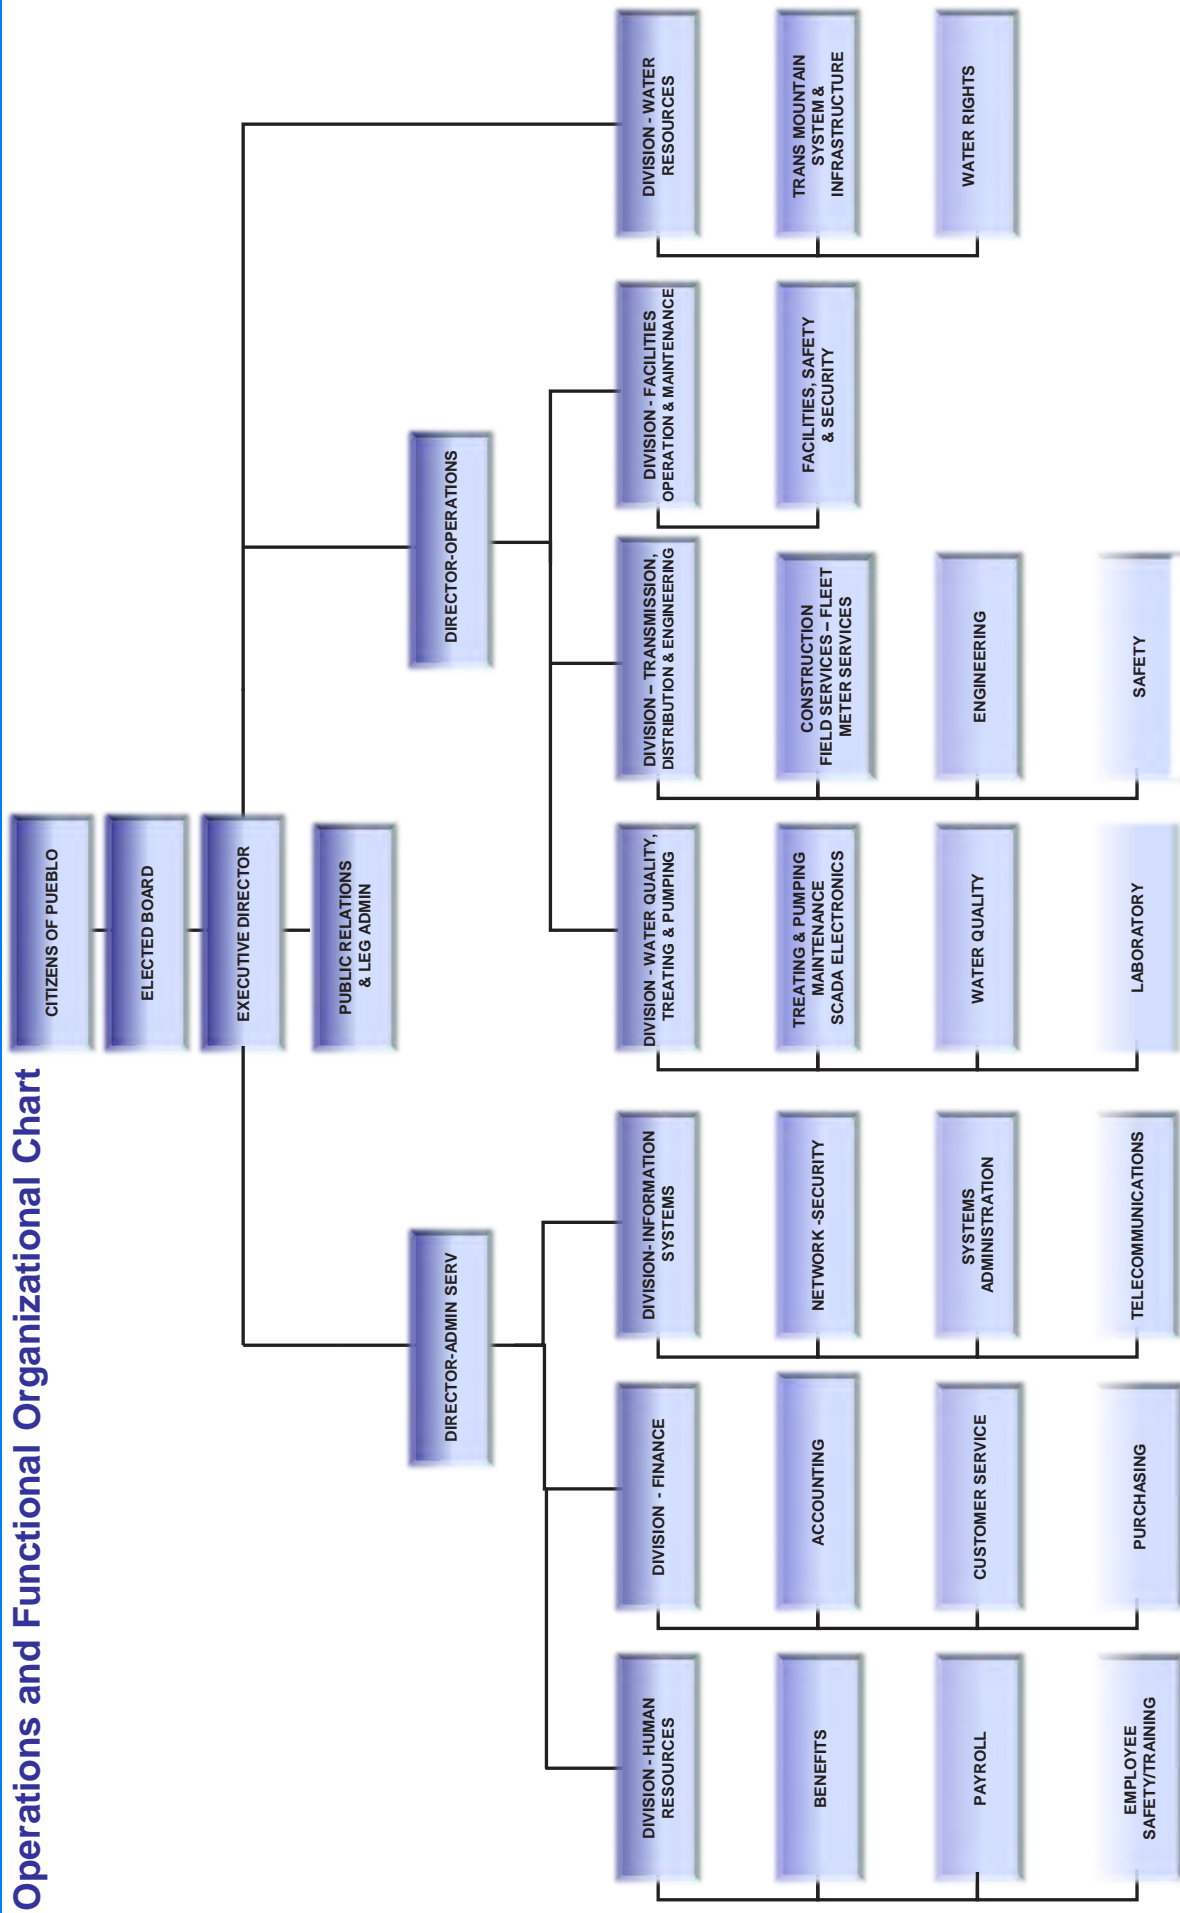 Operations and Functional Organizational Chart
CITIZENS OF PUEBLO
ELECTED BOARD
EXECUTIVE DIRECTOR
PUBLIC RELATIONS
& LEG ADMIN
DIRECTOR-ADMIN SERV
DIRECTOR-OPERATIONS
DIVISION - HUMAN
RESOURCES
BENEFITS
PAYROLL
EMPLOYEE
SAFETY/TRAINING
DIVISION - FINANCE
ACCOUNTING
CUSTOMER SERVICE
PURCHASING
DIVISION- INFORMATION
SYSTEMS
NETWORK -SECURITY
SYSTEMS
ADMINISTRATION
TELECOMMUNICATIONS
DIVISION - WATER QUALITY,
TREATING & PUMPING
TREATING & PUMPING
MAINTENANCE
SCADA ELECTRONICS
WATER QUALITY
LABORATORY
DIVISION – TRANSMISSION,
DISTRIBUTION & ENGINEERING
CONSTRUCTION
FIELD SERVICES – FLEET
METER SERVICES
ENGINEERING
SAFETY
DIVISION - FACILITIES
OPERATION & MAINTENANCE
FACILITIES, SAFETY
& SECURITY
DIVISION - WATER
RESOURCES
TRANS MOUNTAIN
SYSTEM &
INFRASTRUCTURE
WATER RIGHTS